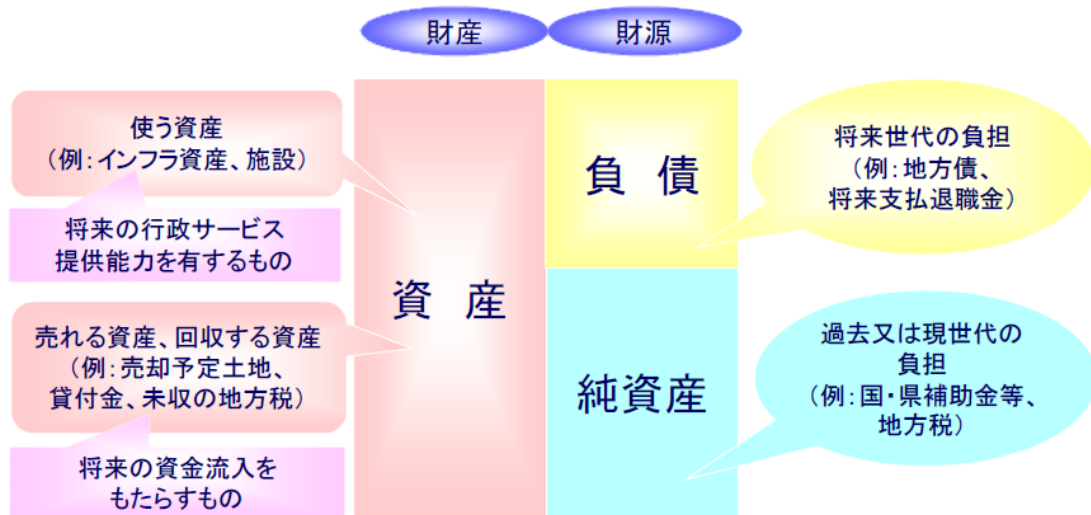 財産
財源
使う資産
（例：インフラ資産、施設）
将来の行政サービス
提供能力を有するもの
売れる資産、回収する資産
（例：売却予定土地、
貸付金、未収の地方税）
将来の資金流入を
もたらすもの
資　産
負　債
純資産
将来世代の負担
（例：地方債、
将来支払退職金）
過去又は現世代の
負担
（例：国・県補助金等、
地方税）